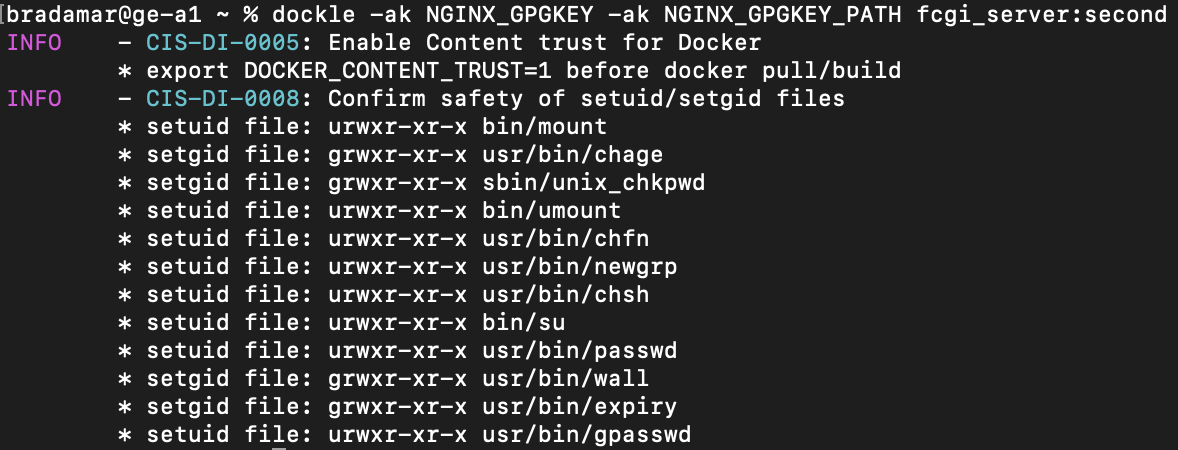 [bradamar@ge-a1 ~ % dockle -ak NGINX_GPGKEY -ak NGINX_GPGKEY_PATH fcgi_server:second
INFO    - CIS-DI-0005: Enable Content trust for Docker
        * export DOCKER_CONTENT_TRUST=1 before docker pull/build
INFO    - CIS-DI-0008: Confirm safety of setuid/setgid files
        * setuid file: urwxr-xr-x bin/mount
        * setgid file: grwxr-xr-x usr/bin/chage
        * setgid file: grwxr-xr-x sbin/unix_chkpwd
        * setuid file: urwxr-xr-x bin/umount
        * setuid file: urwxr-xr-x usr/bin/chfn
        * setuid file: urwxr-xr-x usr/bin/newgrp
        * setuid file: urwxr-xr-x usr/bin/chsh
        * setuid file: urwxr-xr-x bin/su
        * setuid file: urwxr-xr-x usr/bin/passwd
        * setgid file: grwxr-xr-x usr/bin/wall
        * setgid file: grwxr-xr-x usr/bin/expiry
        * setuid file: urwxr-xr-x usr/bin/gpasswd